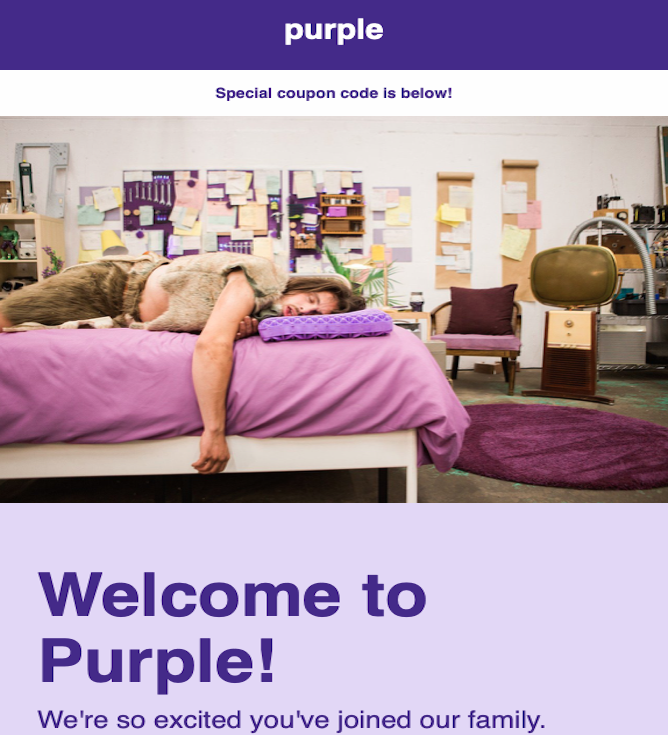 purple
Special coupon code is below!
Welcome to
Purple!
We're so excited you've joined our family.